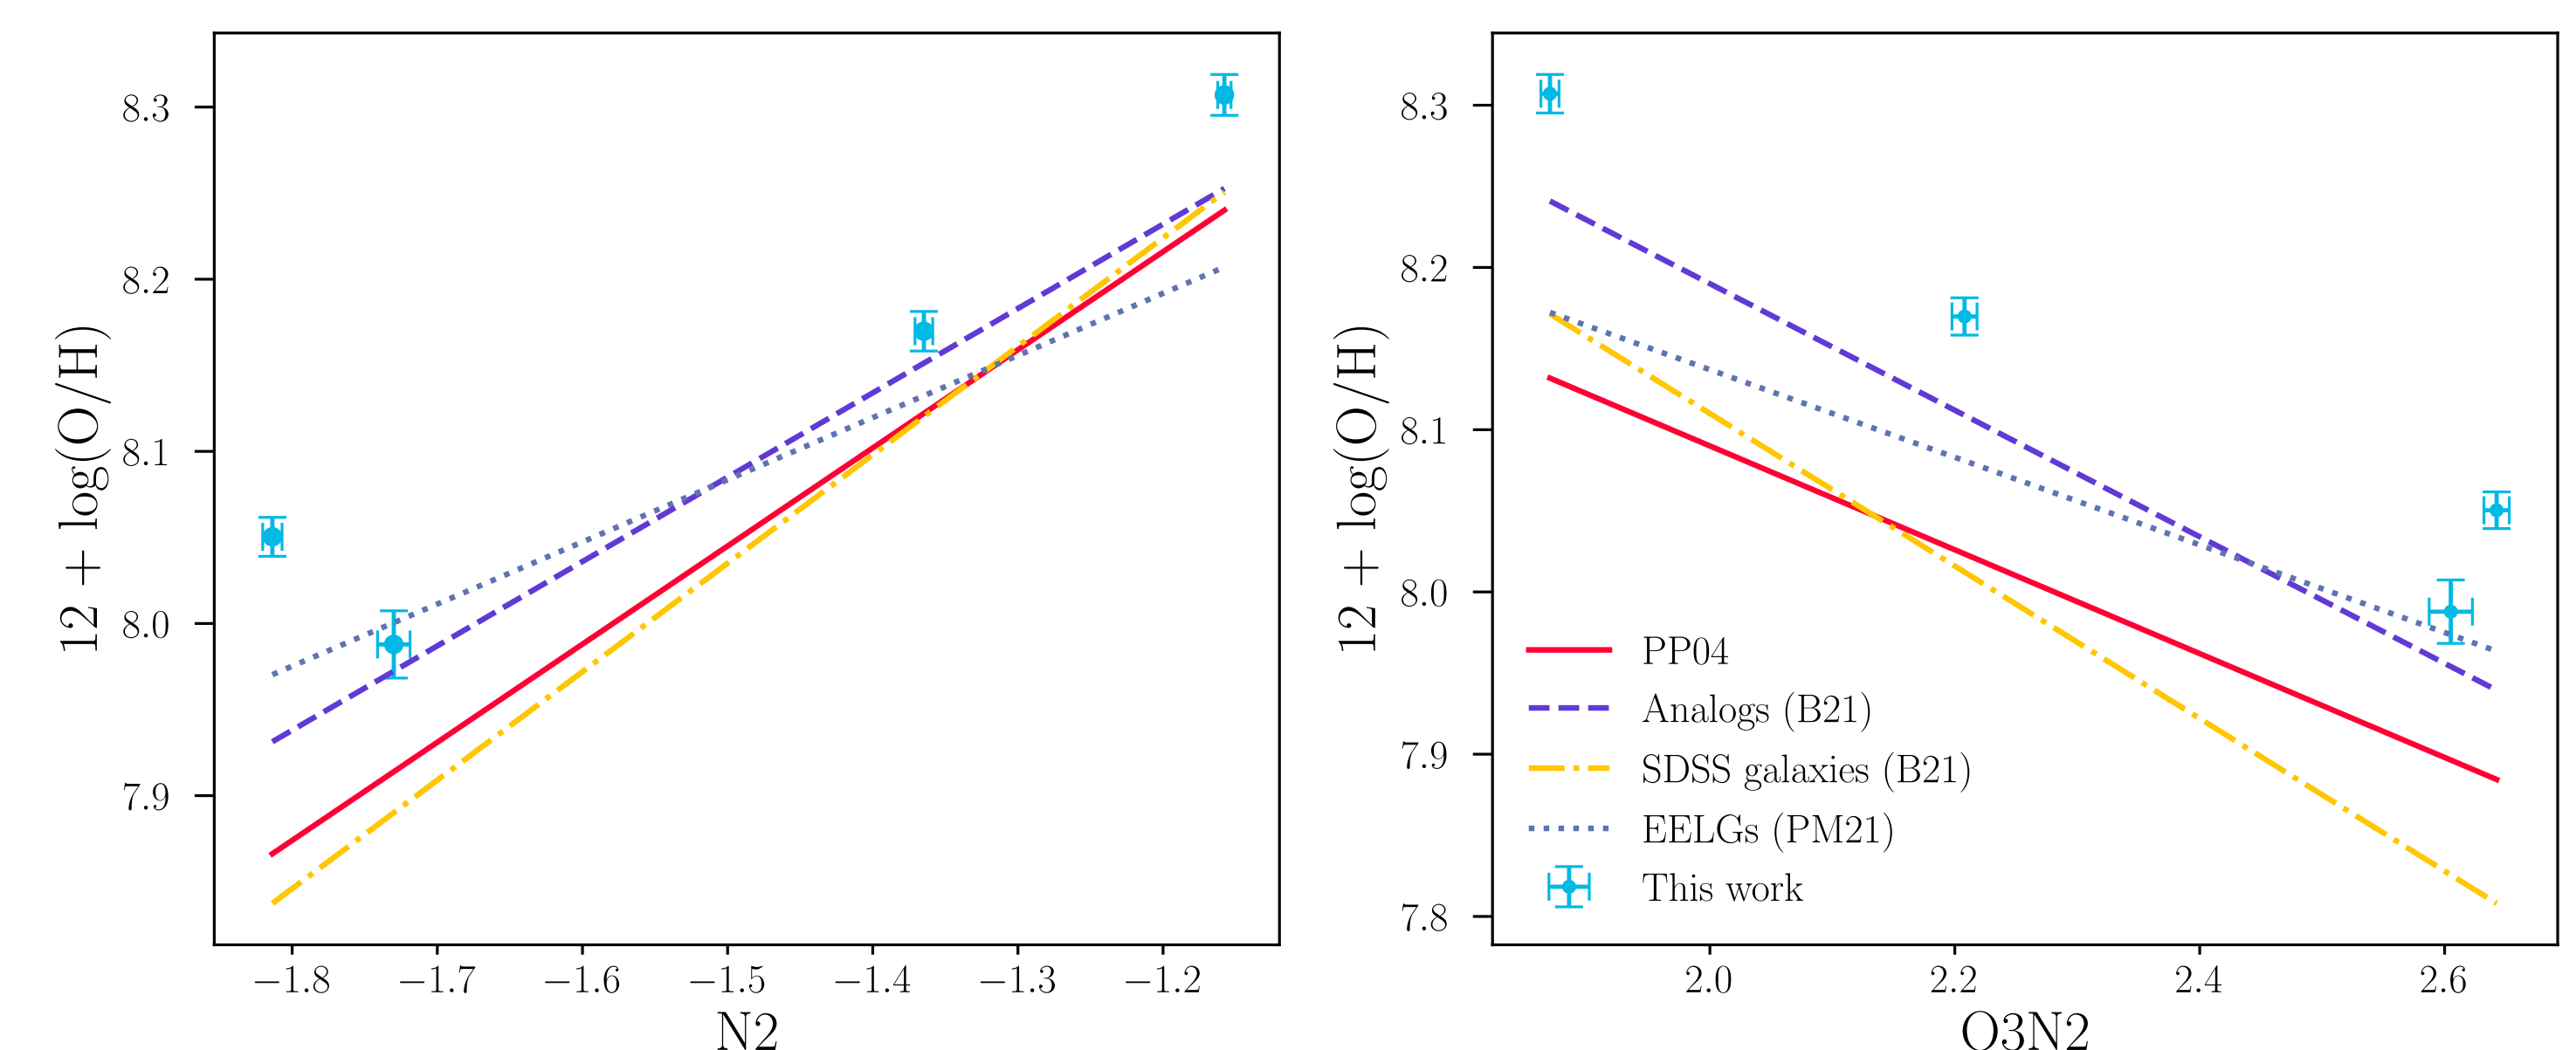 12 + log(O/H)
8.3
8.2
8.1
8.0
7.9
−1.8 −1.7 −1.6 −1.5 −1.4 −1.3 −1.2
N2
12 + log(O/H)
8.3
8.2
8.1
8.0
7.9
7.8
PP04
Analogs (B21)
SDSS galaxies (B21)
EELGs (PM21)
This work
2.0 2.2 2.4 2.6
O3N2